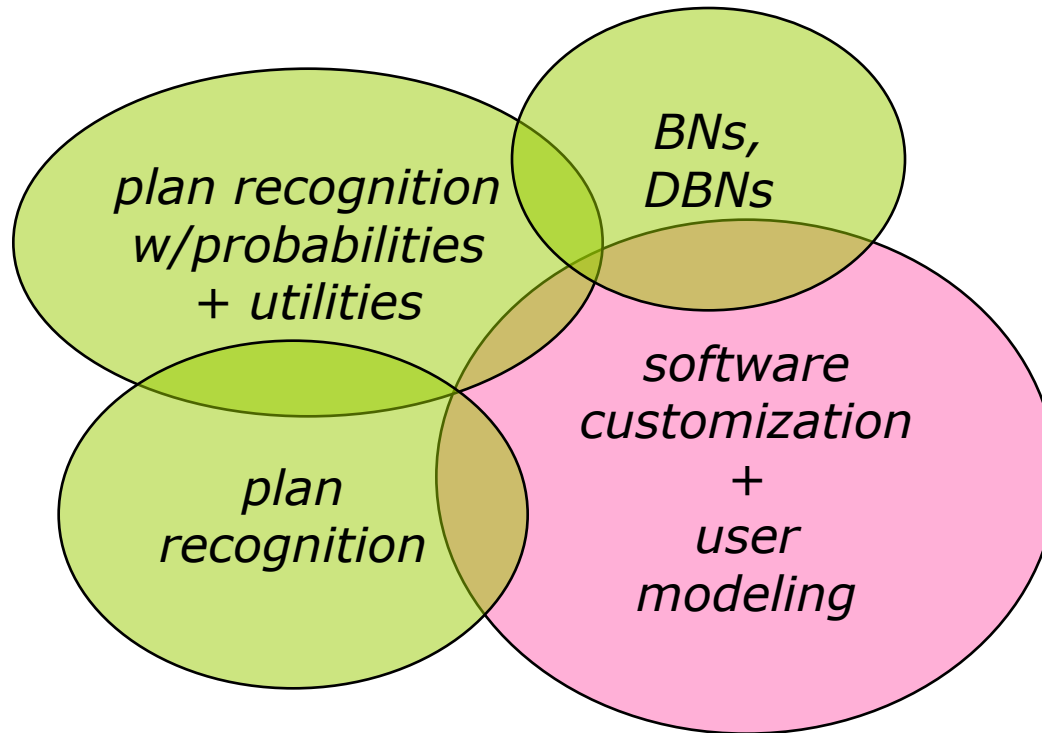 plan recognition
w/probabilities
+ utilities
BNs,
DBNs
plan
recognition
software
customization
+
user
modeling